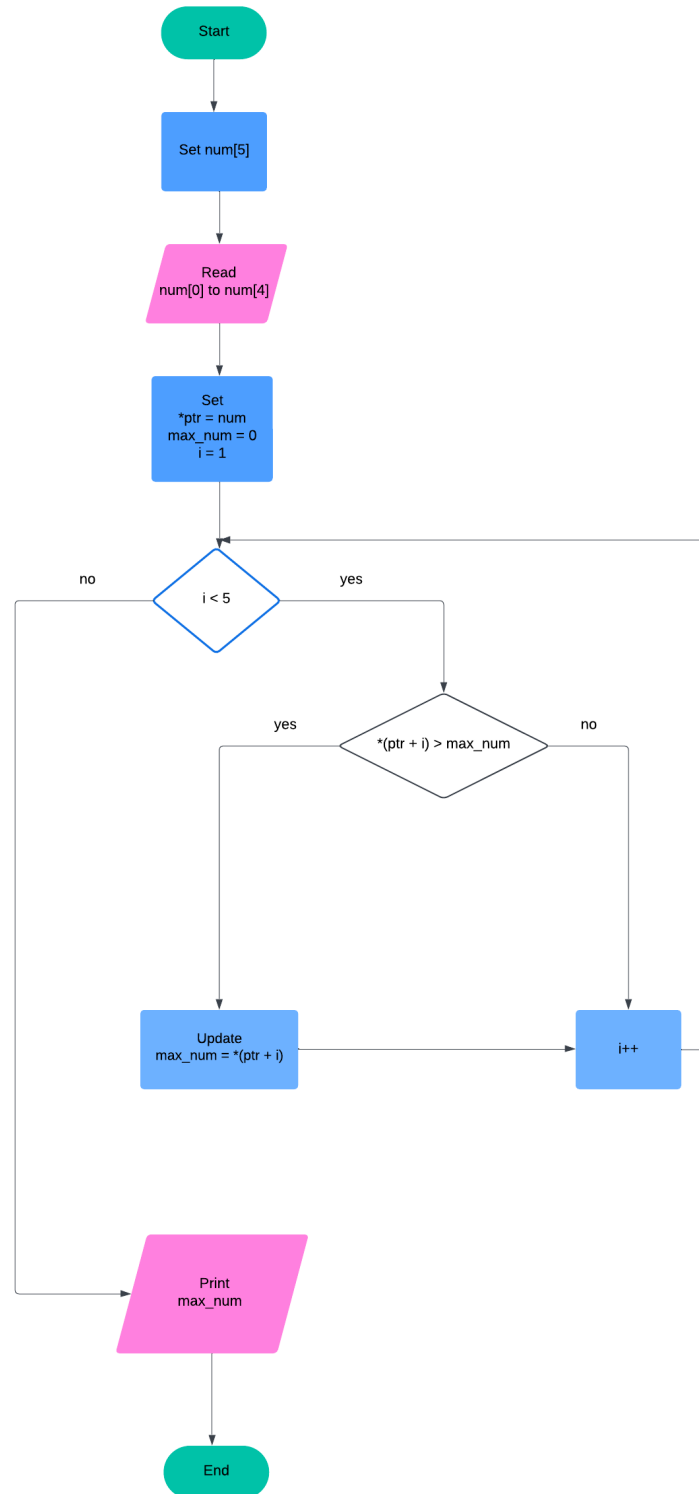 Start
Set num[5]
Read
num[0] to num[4]
Set
*ptr = num
max_num = 0
i = 1
no
i < 5
yes
yes
*(ptr + i) > max_num
no
Update
max_num = *(ptr + i)
i++
Print
max_num
End